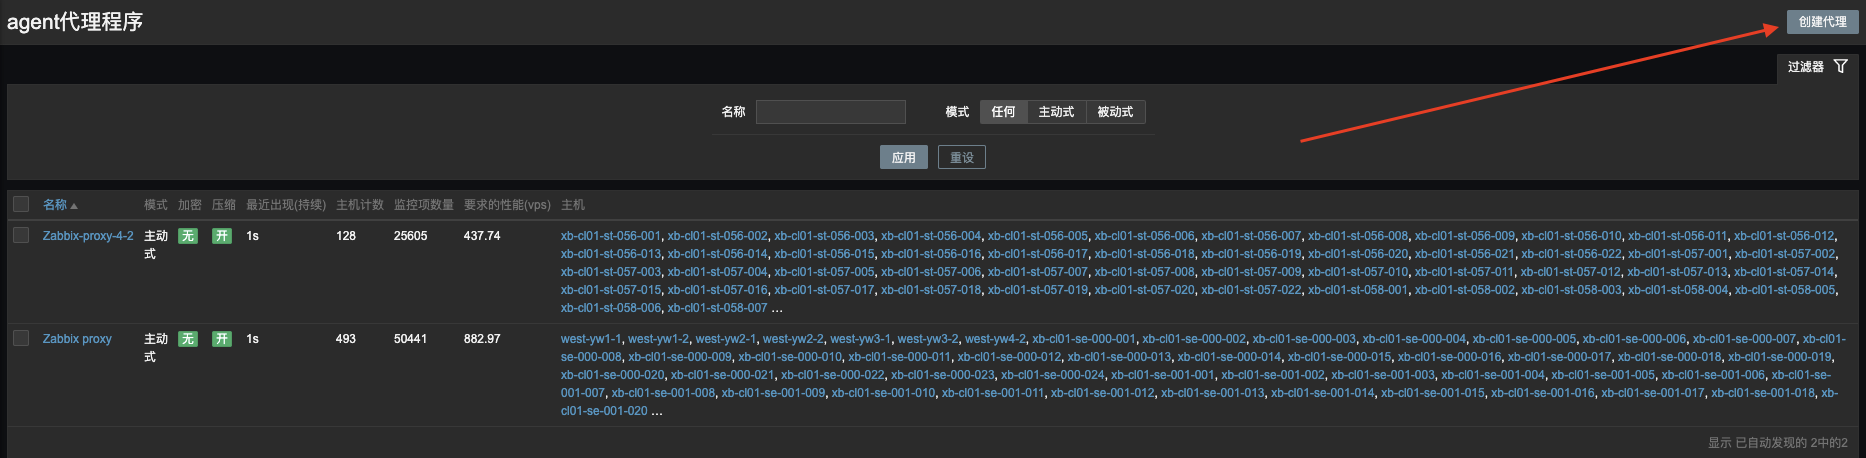 agent代理程序
创建代理
过滤器
名称 模式 任何 主动式 被动式
应用 重设
名称 模式 加密 压缩 最近出现(持续) 主机计数 监控项数量 要求的性能(vps) 主机
Zabbix-proxy-4-2 主动式 无 开 1s 128 25605 437.74 xb-cl01-st-056-001, xb-cl01-st-056-002, xb-cl01-st-056-003, xb-cl01-st-056-004, xb-cl01-st-056-005, xb-cl01-st-056-006, xb-cl01-st-056-007, xb-cl01-st-056-008, xb-cl01-st-056-009, xb-cl01-st-056-010, xb-cl01-st-056-011, xb-cl01-st-056-012,
xb-cl01-st-056-013, xb-cl01-st-056-014, xb-cl01-st-056-015, xb-cl01-st-056-016, xb-cl01-st-056-017, xb-cl01-st-056-018, xb-cl01-st-056-019, xb-cl01-st-056-020, xb-cl01-st-056-021, xb-cl01-st-056-022, xb-cl01-st-057-001, xb-cl01-st-057-002,
xb-cl01-st-057-003, xb-cl01-st-057-004, xb-cl01-st-057-005, xb-cl01-st-057-006, xb-cl01-st-057-007, xb-cl01-st-057-008, xb-cl01-st-057-009, xb-cl01-st-057-010, xb-cl01-st-057-011, xb-cl01-st-057-012, xb-cl01-st-057-013, xb-cl01-st-057-014,
xb-cl01-st-057-015, xb-cl01-st-057-016, xb-cl01-st-057-017, xb-cl01-st-057-018, xb-cl01-st-057-019, xb-cl01-st-057-020, xb-cl01-st-057-022, xb-cl01-st-058-001, xb-cl01-st-058-002, xb-cl01-st-058-003, xb-cl01-st-058-004, xb-cl01-st-058-005,
xb-cl01-st-058-006, xb-cl01-st-058-007 ...
Zabbix proxy 主动式 无 开 1s 493 50441 882.97 west-yw1-1, west-yw1-2, west-yw2-1, west-yw2-2, west-yw3-1, west-yw3-2, west-yw4-2, xb-cl01-se-000-001, xb-cl01-se-000-002, xb-cl01-se-000-003, xb-cl01-se-000-004, xb-cl01-se-000-005, xb-cl01-se-000-006, xb-cl01-se-000-007, xb-cl01-
se-000-008, xb-cl01-se-000-009, xb-cl01-se-000-010, xb-cl01-se-000-011, xb-cl01-se-000-012, xb-cl01-se-000-013, xb-cl01-se-000-014, xb-cl01-se-000-015, xb-cl01-se-000-016, xb-cl01-se-000-017, xb-cl01-se-000-018, xb-cl01-se-000-019,
xb-cl01-se-000-020, xb-cl01-se-000-021, xb-cl01-se-000-022, xb-cl01-se-000-023, xb-cl01-se-000-024, xb-cl01-se-001-001, xb-cl01-se-001-002, xb-cl01-se-001-003, xb-cl01-se-001-004, xb-cl01-se-001-005, xb-cl01-se-001-006, xb-cl01-se-
001-007, xb-cl01-se-001-008, xb-cl01-se-001-009, xb-cl01-se-001-010, xb-cl01-se-001-011, xb-cl01-se-001-012, xb-cl01-se-001-013, xb-cl01-se-001-014, xb-cl01-se-001-015, xb-cl01-se-001-016, xb-cl01-se-001-017, xb-cl01-se-001-018, xb-
cl01-se-001-019, xb-cl01-se-001-020 ...
显示 已自动发现的 2中的2